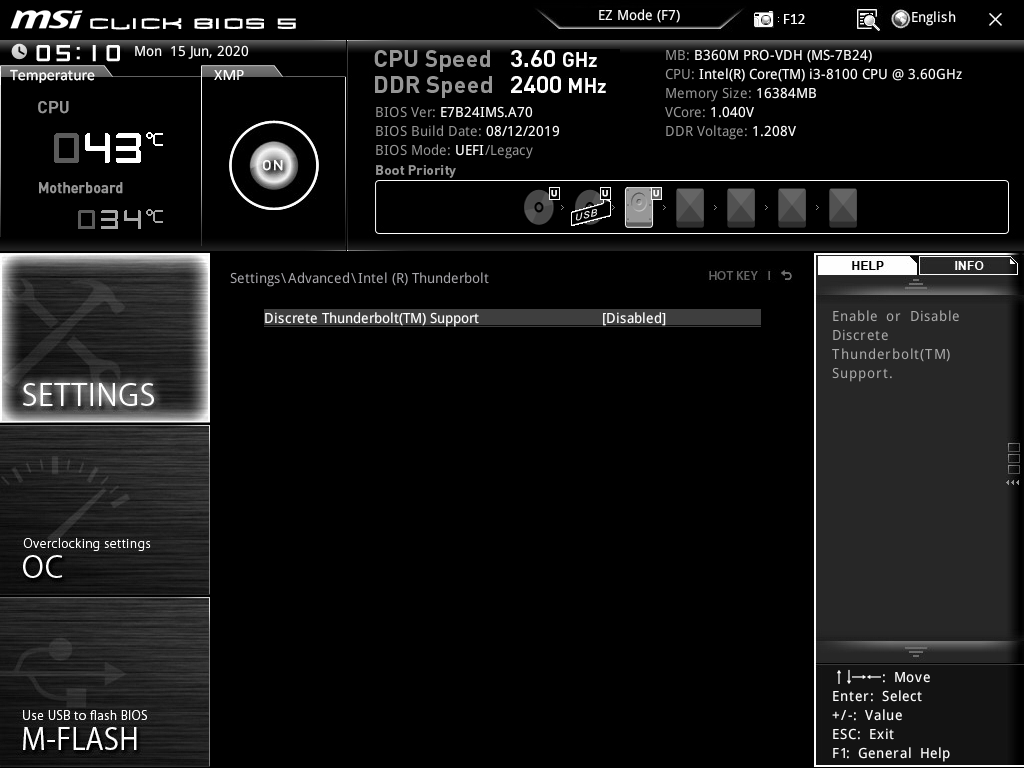 msi CLICK BIOS 5
EZ Mode (F7)
: F12
English
05:10 Mon 15 Jun, 2020
Temperature
CPU
043°C
Motherboard
034°C
XMP
ON
CPU Speed 3.60 GHz
DDR Speed 2400 MHz
BIOS Ver: E7B24IMS.A70
BIOS Build Date: 08/12/2019
BIOS Mode: UEFI/Legacy
Boot Priority
MB: B360M PRO-VDH (MS-7B24)
CPU: Intel(R) Core(TM) i3-8100 CPU @ 3.60GHz
Memory Size: 16384MB
VCore: 1.040V
DDR Voltage: 1.208V
U U U
USB
SETTINGS
Overclocking settings
OC
Use USB to flash BIOS
M-FLASH
Settings\Advanced\Intel (R) Thunderbolt
HOT KEY |
Discrete Thunderbolt(TM) Support [Disabled]
HELP INFO
Enable or Disable
Discrete
Thunderbolt(TM)
Support.
↑↓→←: Move
Enter: Select
+/-: Value
ESC: Exit
F1: General Help